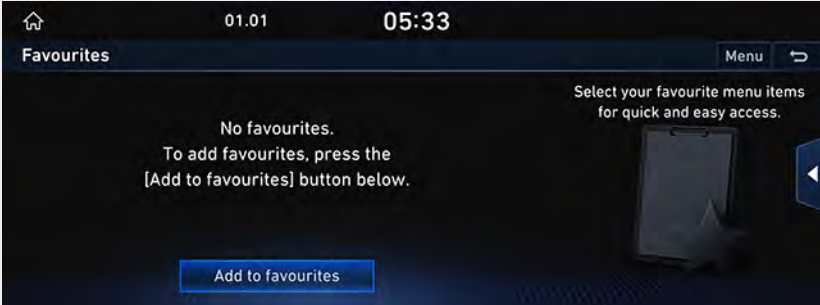 01.01
05:33
Favourites
Menu
Select your favourite menu items
for quick and easy access.
No favourites.
To add favourites, press the
[Add to favourites] button below.
Add to favourites